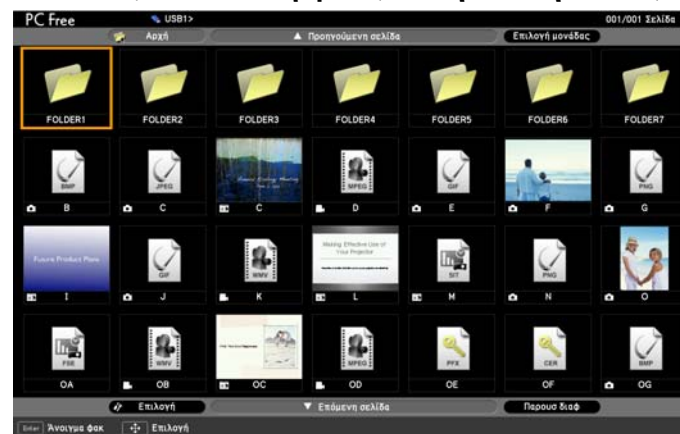 PC Free USB1> 001/001 Σελίδα
Αρχή ▲ Προηγούμενη σελίδα Επιλογή μονάδας
FOLDER1 FOLDER2 FOLDER3 FOLDER4 FOLDER5 FOLDER6 FOLDER7
BMP JPEG MPEG GIF PNG
B C C D E F G
Future Product Plans GIF WMV Making Effective Use of Your Projector SIT PNG
I J K L M N O
FSE WMV MPEG PFX CER BMP
OA OB OC OD OE OF OG
Επιλογή ▼ Επόμενη σελίδα Παρουσ διαφ
Enter Άνοιγμα φακ Επιλογή